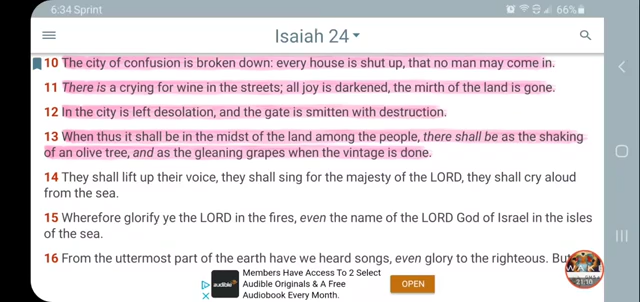 6:34 Sprint
66%
Isaiah 24
10 The city of confusion is broken down: every house is shut up, that no man may come in.
11 There is a crying for wine in the streets; all joy is darkened, the mirth of the land is gone.
12 In the city is left desolation, and the gate is smitten with destruction.
13 When thus it shall be in the midst of the land among the people, there shall be as the shaking
of an olive tree, and as the gleaning grapes when the vintage is done.
14 They shall lift up their voice, they shall sing for the majesty of the LORD, they shall cry aloud
from the sea.
15 Wherefore glorify ye the LORD in the fires, even the name of the LORD God of Israel in the isles
of the sea.
16 From the uttermost part of the earth have we heard songs, even glory to the righteous. But
audible
Members Have Access To 2 Select
Audible Originals & A Free
Audiobook Every Month.
OPEN
WAKE
21:10